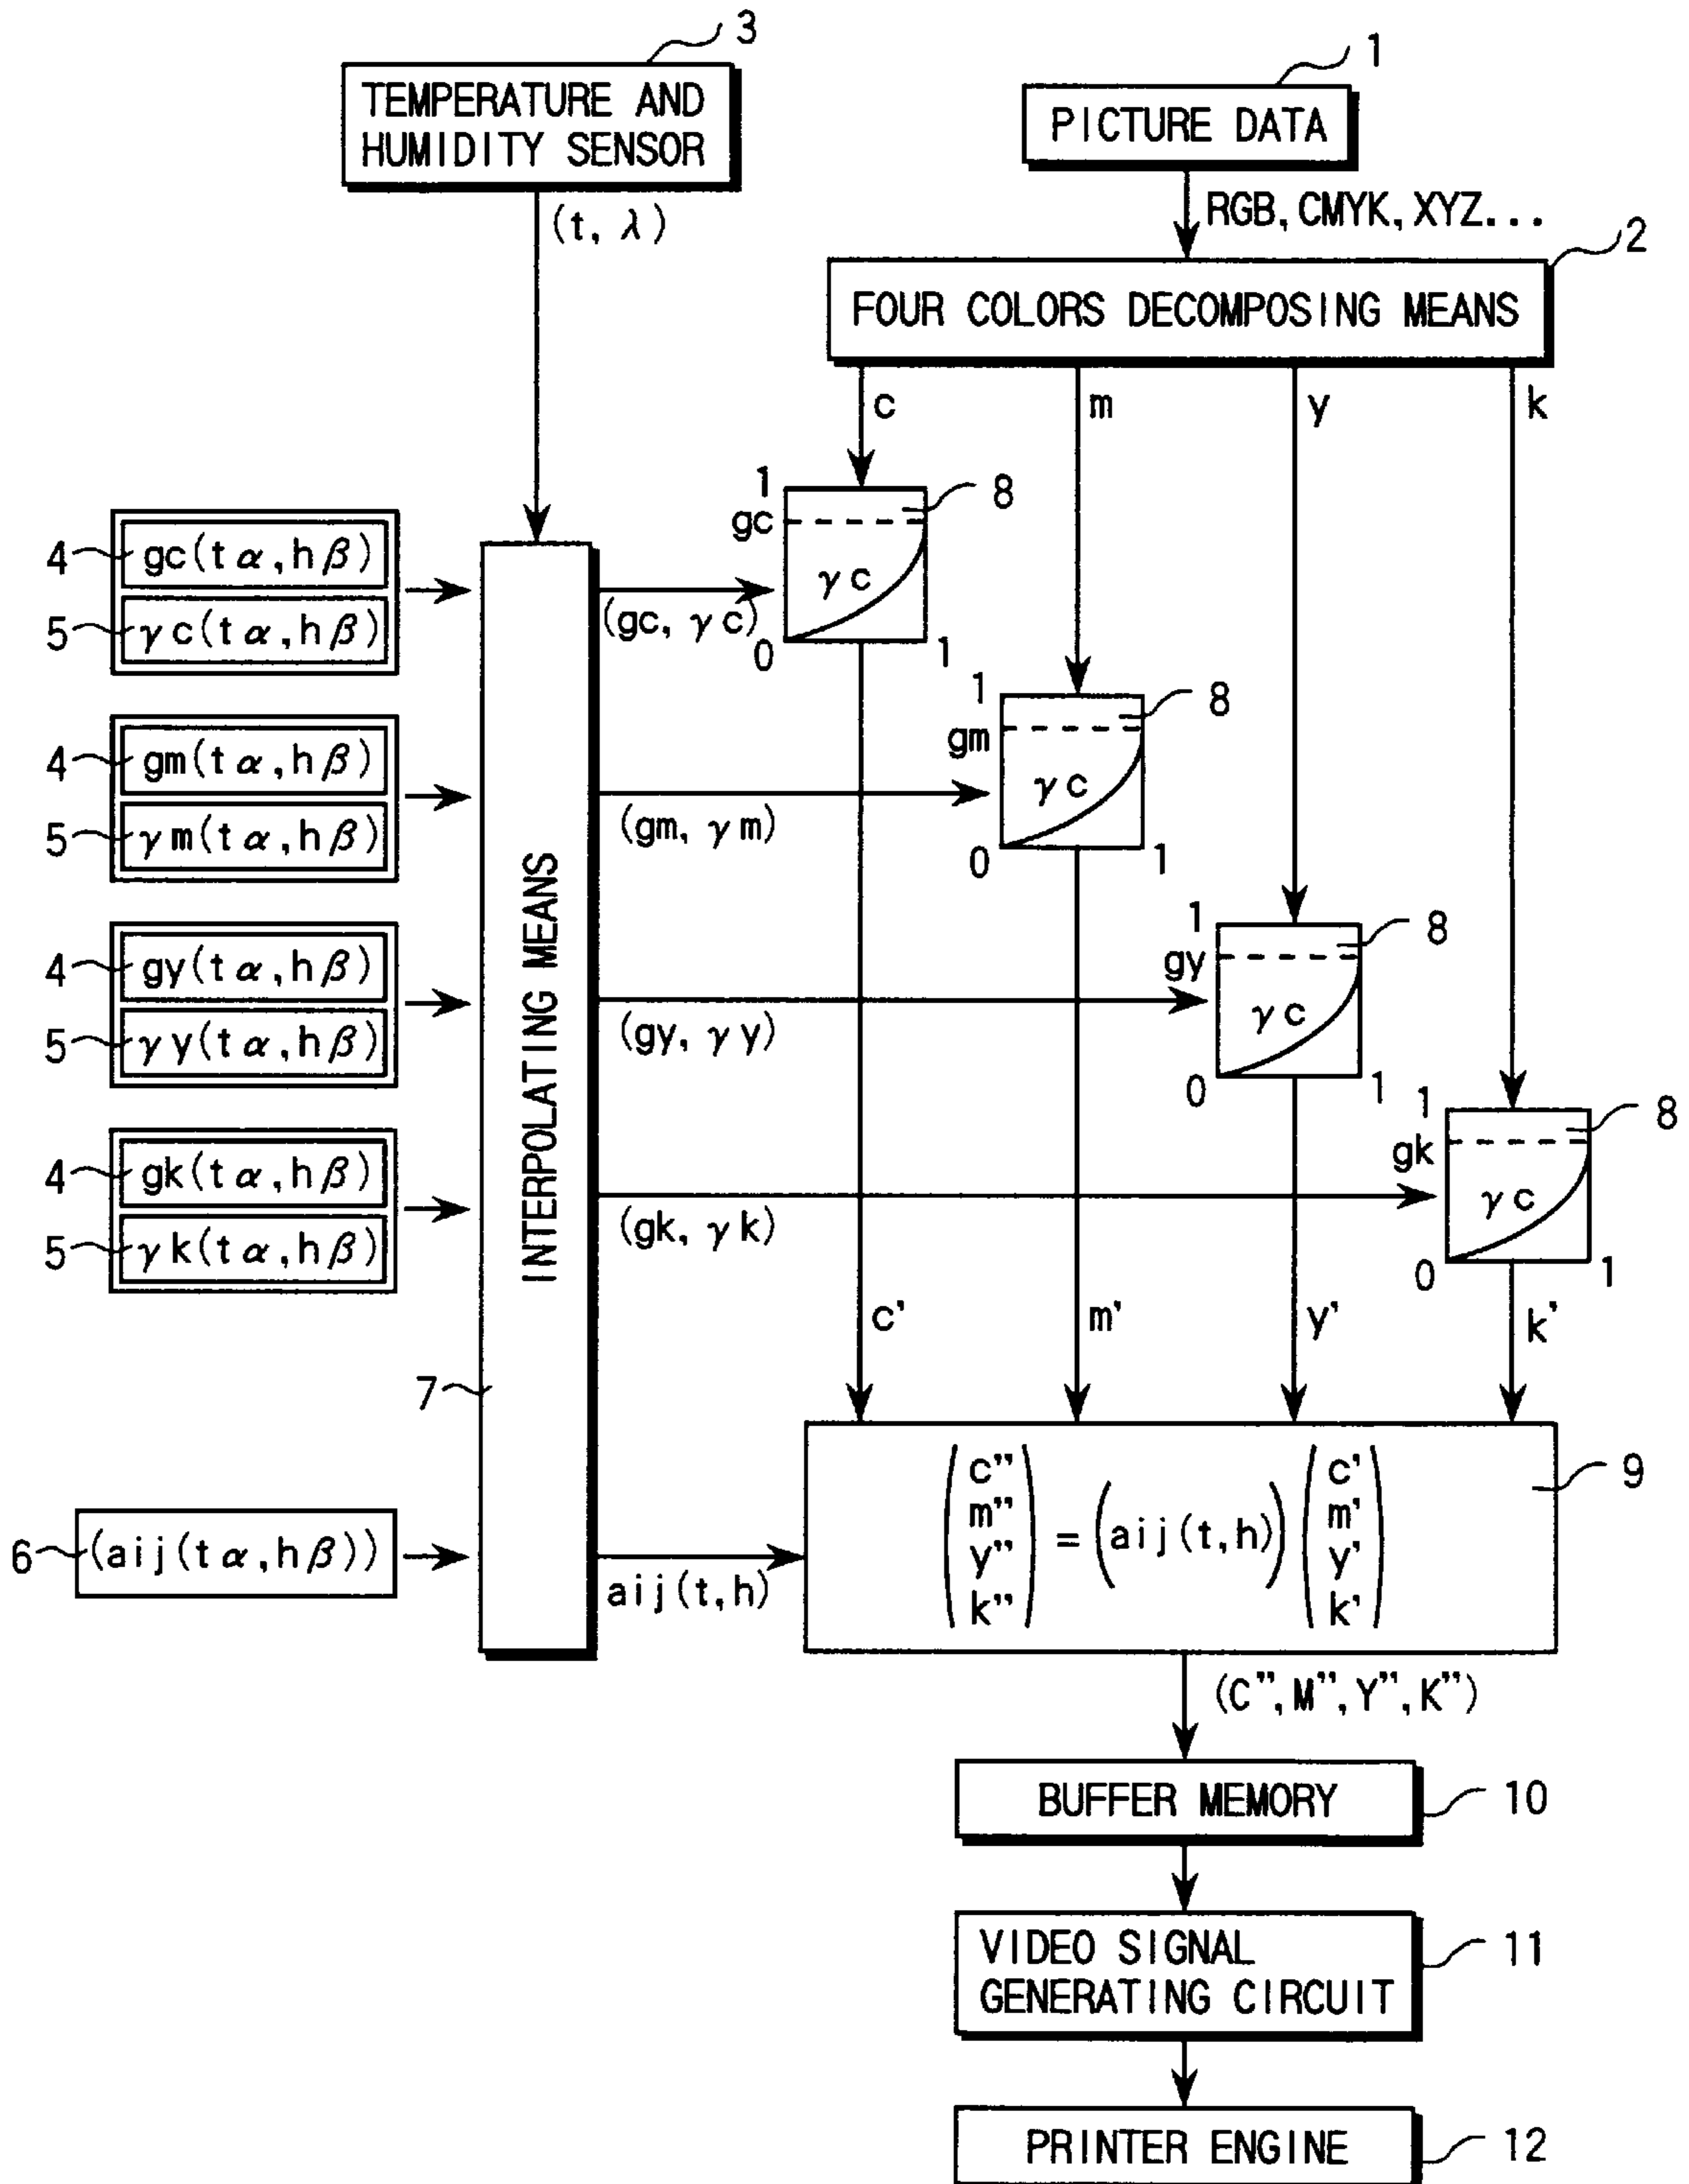 3
TEMPERATURE AND
HUMIDITY SENSOR
(t, λ)
1
PICTURE DATA
RGB, CMYK, XYZ...
2
FOUR COLORS DECOMPOSING MEANS
c
m
y
k
4
gc(tα,hβ)
5
γc(tα,hβ)
4
gm(tα,hβ)
5
γm(tα,hβ)
4
gy(tα,hβ)
5
γy(tα,hβ)
4
gk(tα,hβ)
5
γk(tα,hβ)
6
(aij(tα,hβ))
7
INTERPOLATING MEANS
(gc, γc)
1
gc
γc
0
1
8
(gm, γm)
1
gm
γc
0
1
8
(gy, γy)
1
gy
γc
0
1
8
(gk, γk)
1
gk
γc
0
1
8
c'
m'
y'
k'
aij(t,h)
9
(c" m" y" k") = (aij(t,h)) (c' m' y' k')
(C", M", Y", K")
BUFFER MEMORY
10
VIDEO SIGNAL
GENERATING CIRCUIT
11
PRINTER ENGINE
12